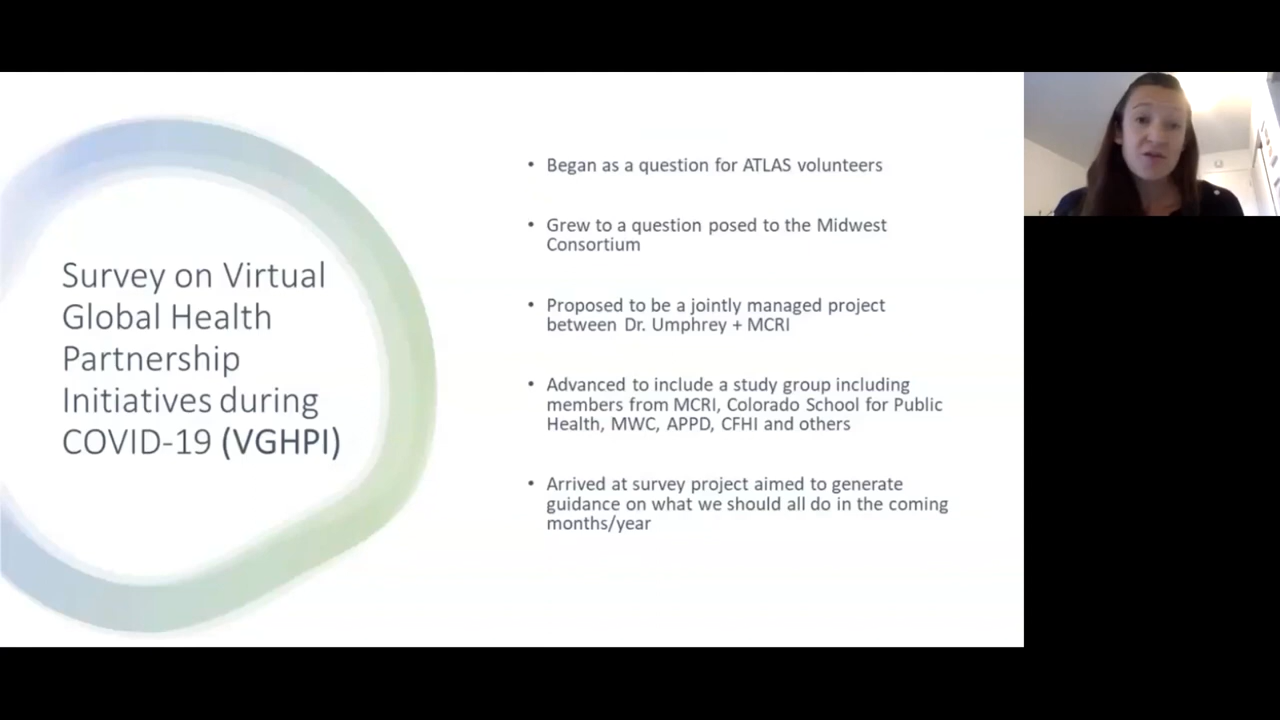 Survey on Virtual
Global Health
Partnership
Initiatives during
COVID-19 (VGHPI)
• Began as a question for ATLAS volunteers
• Grew to a question posed to the Midwest
Consortium
• Proposed to be a jointly managed project
between Dr. Umphrey + MCRI
• Advanced to include a study group including
members from MCRI, Colorado School for Public
Health, MWC, APPD, CFHI and others
• Arrived at survey project aimed to generate
guidance on what we should all do in the coming
months/year